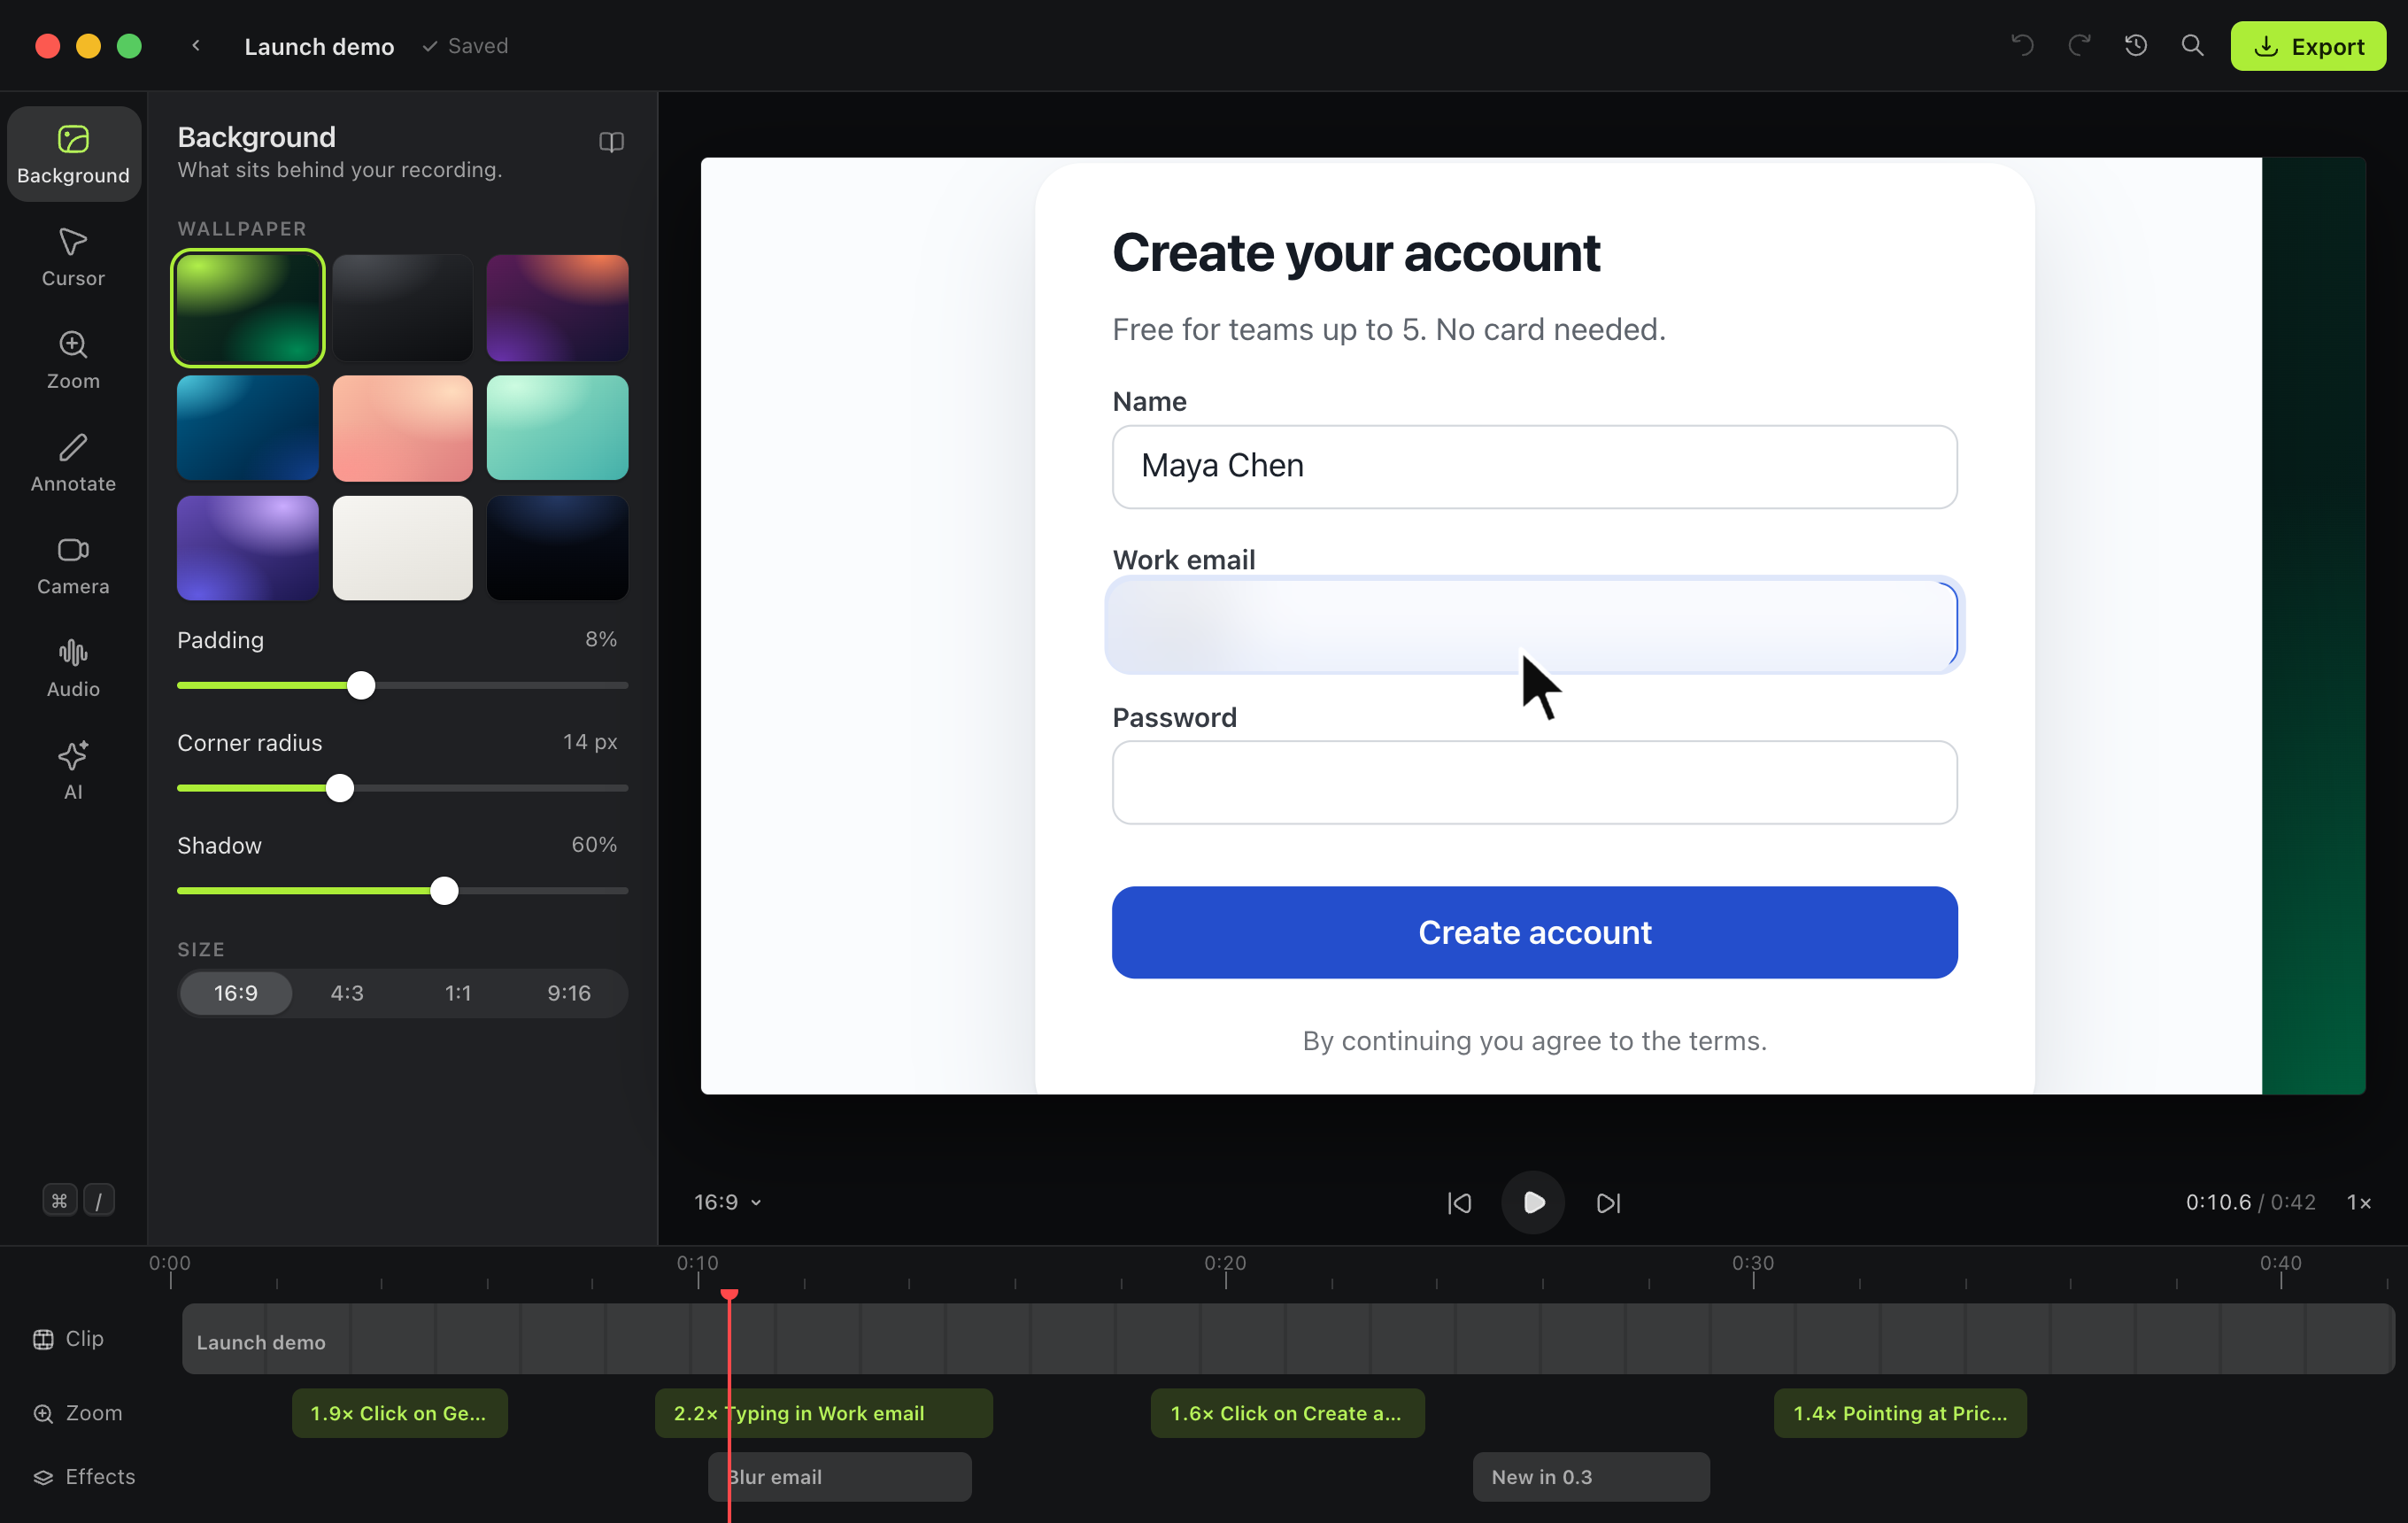 Launch demo
Saved
Export
Background
Cursor
Zoom
Annotate
Camera
Audio
AI
⌘ /
Background
What sits behind your recording.
WALLPAPER
Padding 8%
Corner radius 14 px
Shadow 60%
SIZE
16:9 4:3 1:1 9:16
Create your account
Free for teams up to 5. No card needed.
Name
Maya Chen
Work email
Password
Create account
By continuing you agree to the terms.
16:9
0:10.6 / 0:42 1×
0:00 0:10 0:20 0:30 0:40
Clip
Launch demo
Zoom
1.9× Click on Ge...
2.2× Typing in Work email
1.6× Click on Create a...
1.4× Pointing at Pric...
Effects
Blur email
New in 0.3